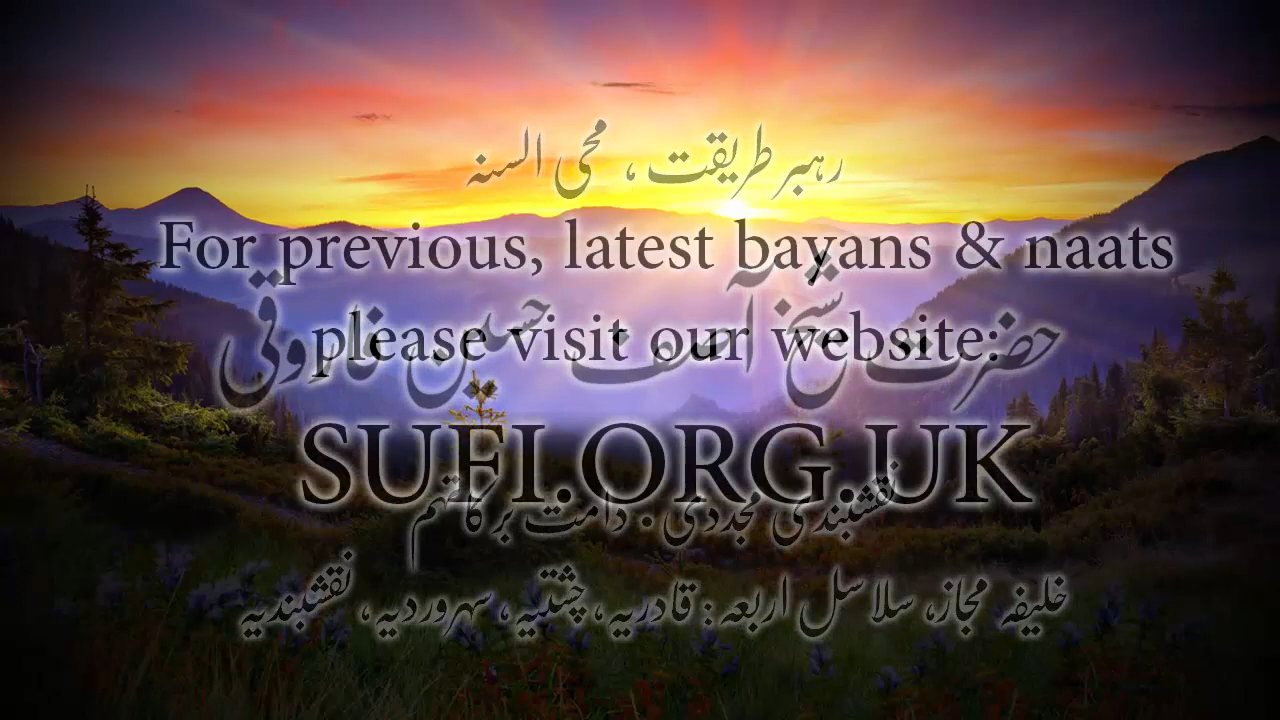 رہبر طریقت، محی السنہ
For previous, latest bayans & naats
حضرت شیخ آصف حسین فاروقی
please visit our website:
SUFI.ORG.UK
نقشبندی مجددی۔ دامت برکاتہم
خلیفہ مجاز، سلاسل اربعہ: قادریہ، چشتیہ، سہروردیہ، نقشبندیہ